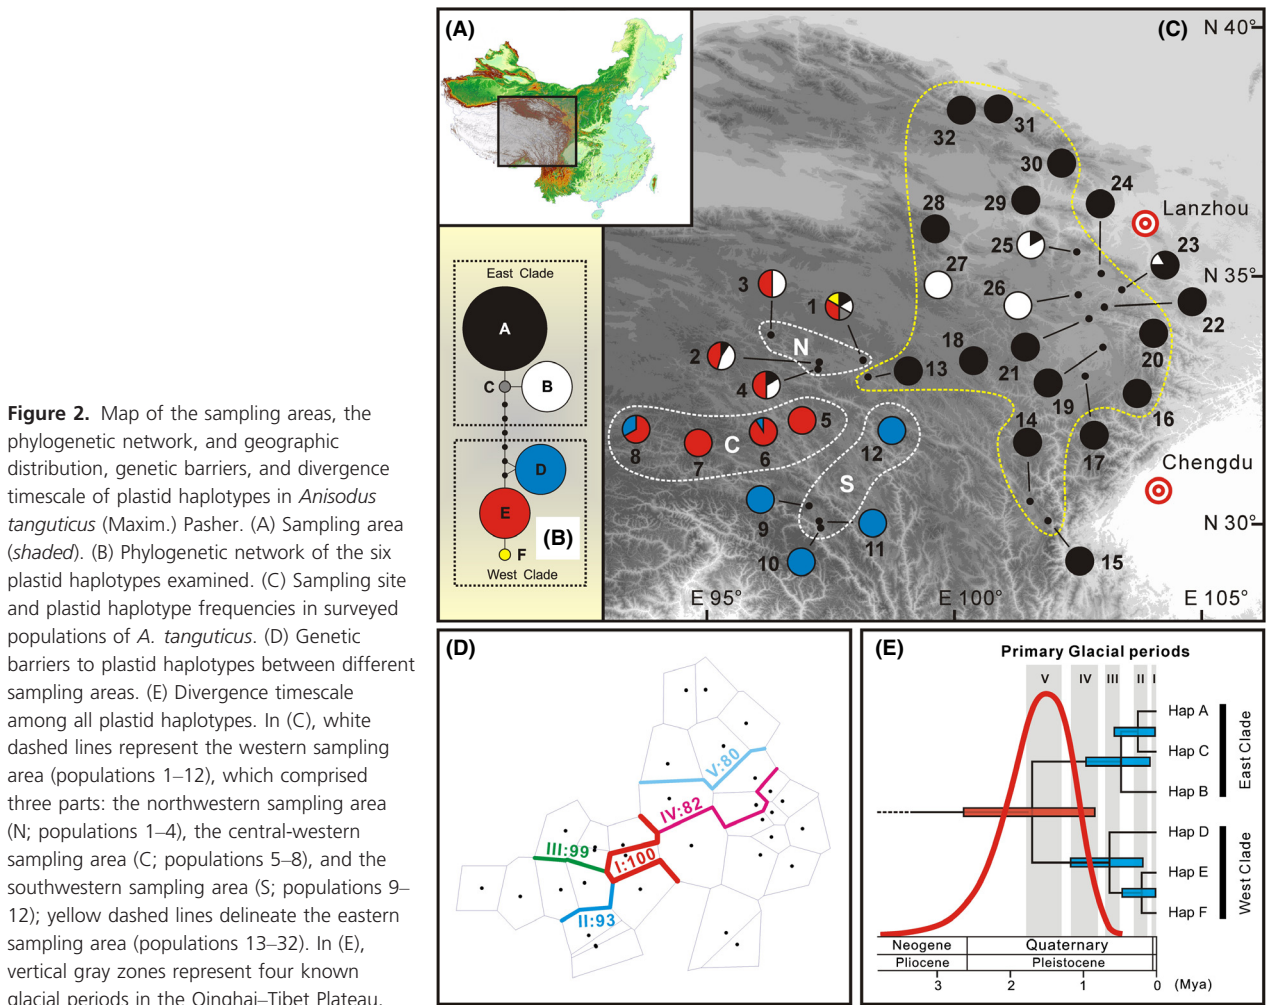 Figure 2. Map of the sampling areas, the
phylogenetic network, and geographic
distribution, genetic barriers, and divergence
timescale of plastid haplotypes in Anisodus
tanguticus (Maxim.) Pasher. (A) Sampling area
(shaded). (B) Phylogenetic network of the six
plastid haplotypes examined. (C) Sampling site
and plastid haplotype frequencies in surveyed
populations of A. tanguticus. (D) Genetic
barriers to plastid haplotypes between different
sampling areas. (E) Divergence timescale
among all plastid haplotypes. In (C), white
dashed lines represent the western sampling
area (populations 1–12), which comprised
three parts: the northwestern sampling area
(N; populations 1–4), the central-western
sampling area (C; populations 5–8), and the
southwestern sampling area (S; populations 9–
12); yellow dashed lines delineate the eastern
sampling area (populations 13–32). In (E),
vertical gray zones represent four known
glacial periods in the Qinghai–Tibet Plateau.
(A)
East Clade
A
C
B
D
E
F
(B)
West Clade
(C)
N 40°
32
31
30
24
29
28
Lanzhou
25
23
27
N 35°
3
26
1
22
N
18
20
2
13
21
4
19
16
14
5
8
C
6
12
17
7
Chengdu
S
9
N 30°
11
10
15
E 95°
E 100°
E 105°
(D)
V:80
IV:82
III:99
I:100
II:93
(E)
Primary Glacial periods
V IV III II I
Hap A
Hap C
Hap B
East Clade
Hap D
Hap E
Hap F
West Clade
Neogene Quaternary
Pliocene Pleistocene
3 2 1 0 (Mya)